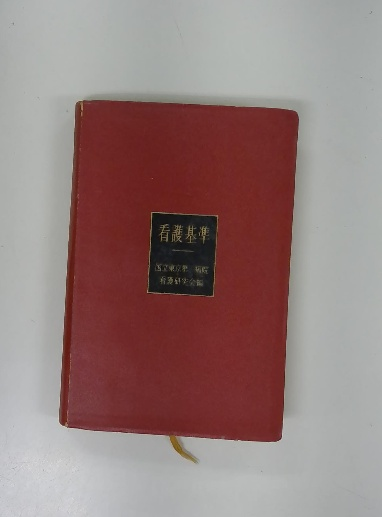 看護基準
国立東京第一病院
看護研究会編